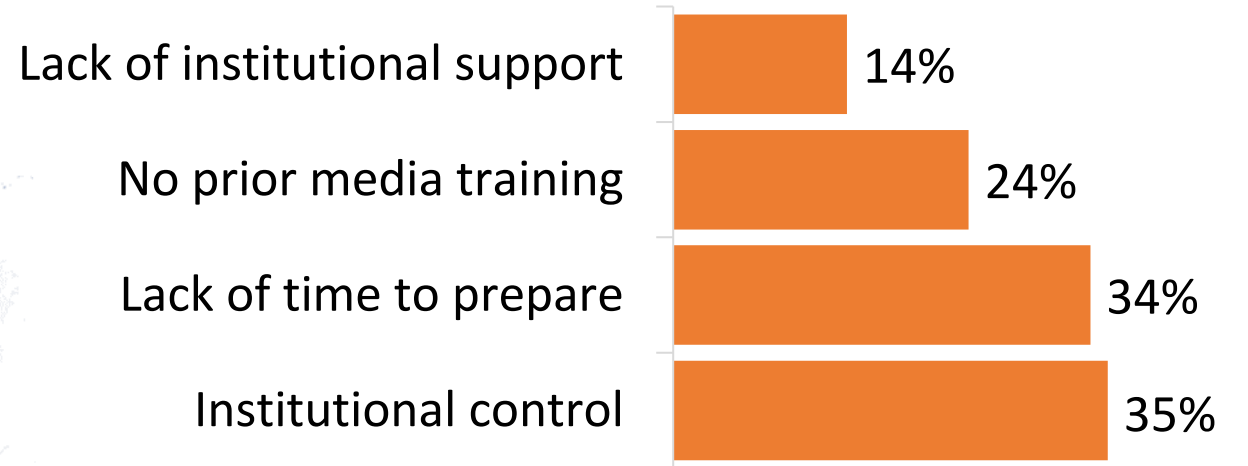 Lack of institutional support 14%
No prior media training 24%
Lack of time to prepare 34%
Institutional control 35%